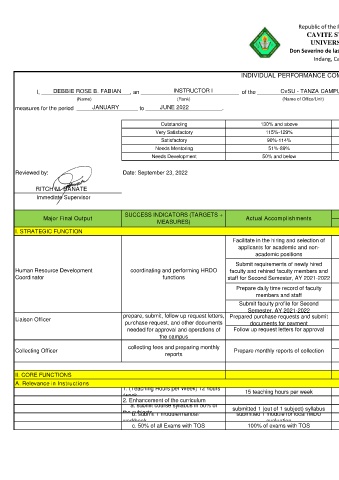 Republic of the
CAVITE S
UNIVERS
Don Severino de las
Indang, Ca
INDIVIDUAL PERFORMANCE COM
I, DEBBIE ROSE B. FABIAN, an INSTRUCTOR I of the CvSU - TANZA CAMPU
(Name) (Rank) (Name of Office/Unit)
measures for the period JANUARY to JUNE 2022.
Outstanding 130% and above
Very Satisfactory 115%-129%
Satisfactory 90%-114%
Needs Mentoring 51%-89%
Needs Development 50% and below
Reviewed by: Date: September 23, 2022
RITCH M. BANATE
Immediate Supervisor
Major Final Output SUCCESS INDICATORS (TARGETS + MEASURES) Actual Accomplishments
I. STRATEGIC FUNCTION
Human Resource Development Coordinator
coordinating and performing HRDO functions
Facilitate in the hiring and selection of
applicants for academic and non-
academic positions
Submit requirements of newly hired
faculty and rehired faculty members and
staff for Second Semester, AY 2021-2022
Prepare daily time record of faculty
members and staff
Submit faculty profile for Second
Semester, AY 2021-2022
Liaison Officer
prepare, submit, follow up request letters,
purchase request, and other documents
needed for approval and operations of
the campus
Prepared purchase requests and submit
documents for payment
Follow up request letters for approval
Collecting Officer
collecting fees and preparing monthly
reports
Prepare monthly reports of collection
II. CORE FUNCTIONS
A. Relevance in Instructions
1. (Teaching Hours per Week) 12 hours
15 teaching hours per week
2. Enhancement of the curriculum
a. submit course syllabus in 50% of
submitted 1 (out of 1 subject) syllabus
b. submit 1 module/manual
submitted 1 module for local IMDC
c. 50% of all Exams with TOS 100% of exams with TOS